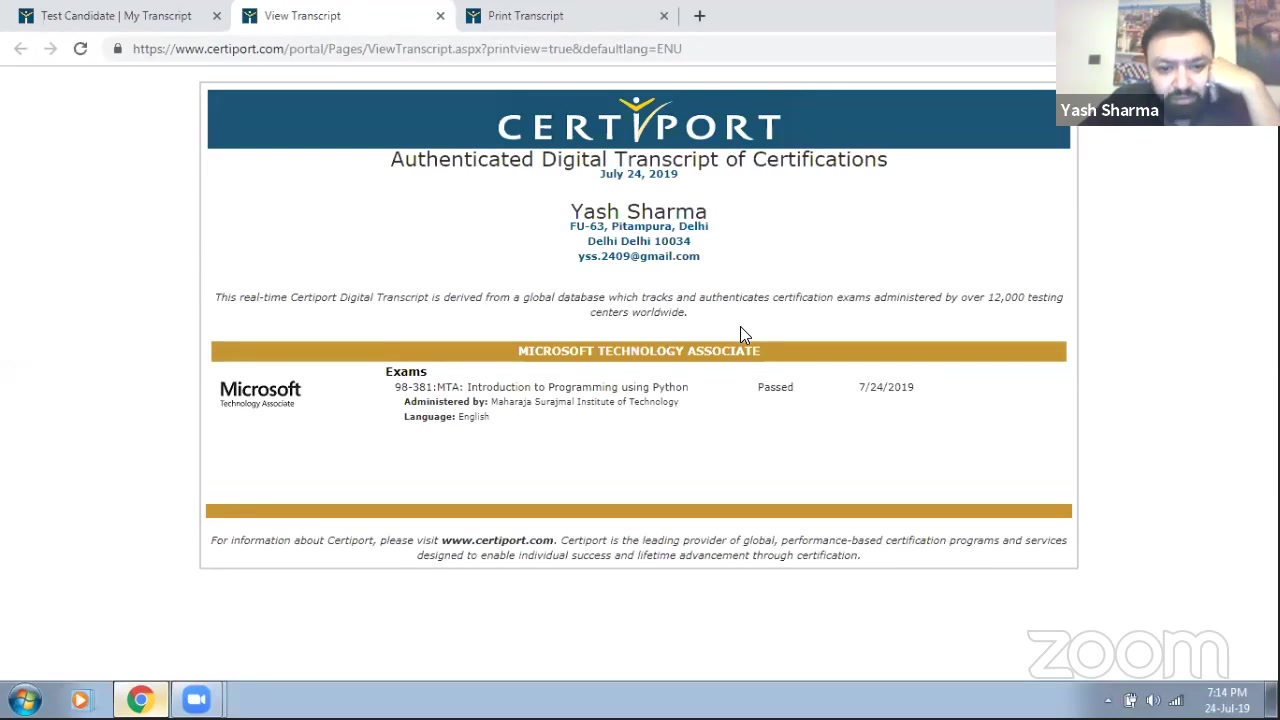 Test Candidate | My Transcript
View Transcript
Print Transcript
https://www.certiport.com/portal/Pages/ViewTranscript.aspx?printview=true&defaultlang=ENU
Yash Sharma
CERTIPORT
Authenticated Digital Transcript of Certifications
July 24, 2019
Yash Sharma
FU-63, Pitampura, Delhi
Delhi Delhi 10034
yss.2409@gmail.com
This real-time Certiport Digital Transcript is derived from a global database which tracks and authenticates certification exams administered by over 12,000 testing
centers worldwide.
MICROSOFT TECHNOLOGY ASSOCIATE
Microsoft
Technology Associate
Exams
98-381:MTA: Introduction to Programming using Python Passed 7/24/2019
Administered by: Maharaja Surajmal Institute of Technology
Language: English
For information about Certiport, please visit www.certiport.com. Certiport is the leading provider of global, performance-based certification programs and services
designed to enable individual success and lifetime advancement through certification.
zoom
7:14 PM
24-Jul-19